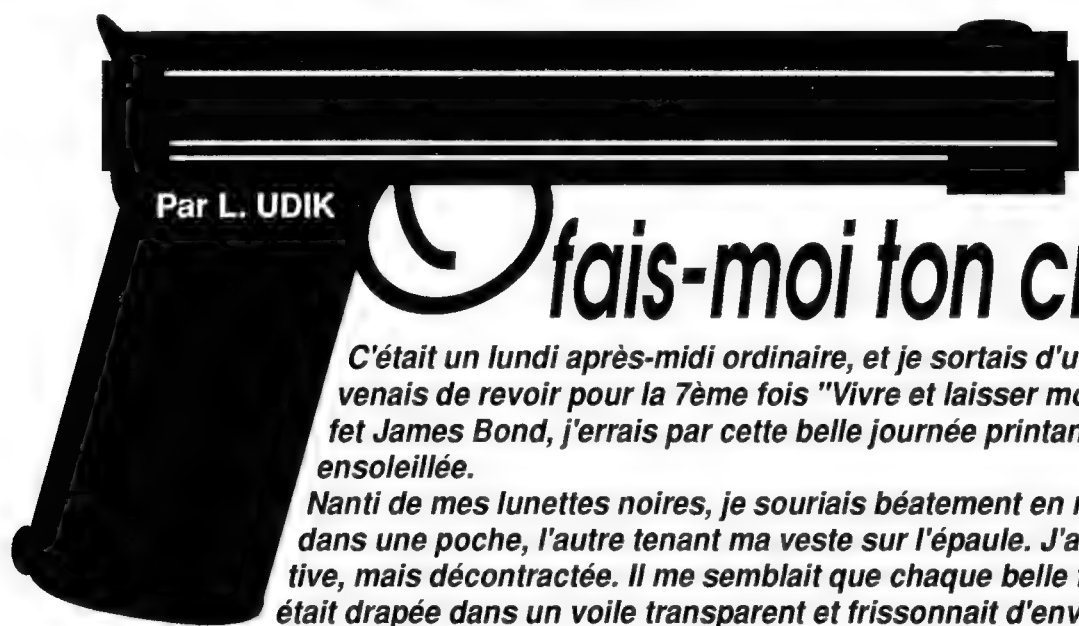 Par L. UDIK
fais-moi ton
C'était un lundi après-midi ordinaire, et je sortais
venais de revoir pour la 7ème fois "Vivre et laisser
fet James Bond, j'errais par cette belle journée
ensoleillée.
Nanti de mes lunettes noires, je souriais béatement en
dans une poche, l'autre tenant ma veste sur l'épaule.
tive, mais décontractée. Il me semblait que chaque belle
était drapée dans un voile transparent et frissonnait